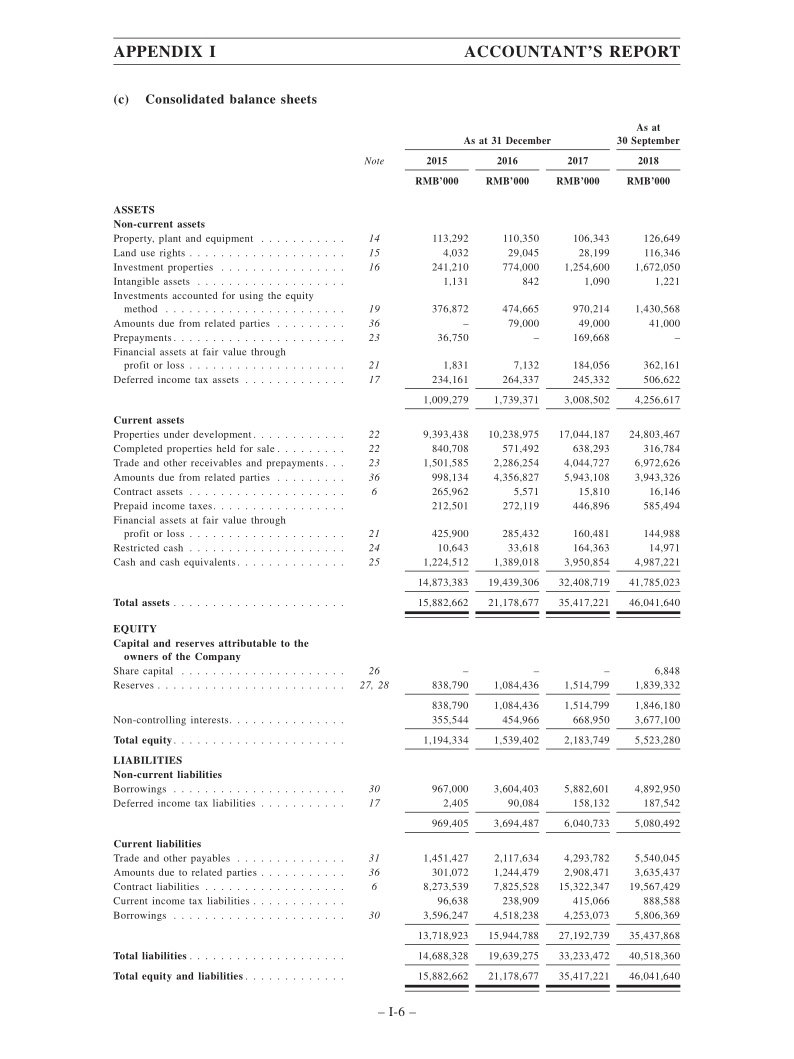 APPENDIX I ACCOUNTANT'S REPORT
(c) Consolidated balance sheets
As at
As at 31 December 30 September
Note 2015 2016 2017 2018
RMB'000 RMB'000 RMB'000 RMB'000
ASSETS
Non-current assets
Property, plant and equipment . . . . . . . . . . . 14 113,292 110,350 106,343 126,649
Land use rights . . . . . . . . . . . . . . . . . . . . 15 4,032 29,045 28,199 116,346
Investment properties . . . . . . . . . . . . . . . . 16 241,210 774,000 1,254,600 1,672,050
Intangible assets . . . . . . . . . . . . . . . . . . . 1,131 842 1,090 1,221
Investments accounted for using the equity
method . . . . . . . . . . . . . . . . . . . . . . . 19 376,872 474,665 970,214 1,430,568
Amounts due from related parties . . . . . . . . . 36 – 79,000 49,000 41,000
Prepayments . . . . . . . . . . . . . . . . . . . . . . 23 36,750 – 169,668 –
Financial assets at fair value through
profit or loss . . . . . . . . . . . . . . . . . . . . 21 1,831 7,132 184,056 362,161
Deferred income tax assets . . . . . . . . . . . . . 17 234,161 264,337 245,332 506,622
1,009,279 1,739,371 3,008,502 4,256,617
Current assets
Properties under development . . . . . . . . . . . . 22 9,393,438 10,238,975 17,044,187 24,803,467
Completed properties held for sale . . . . . . . . . 22 840,708 571,492 638,293 316,784
Trade and other receivables and prepayments . . . 23 1,501,585 2,286,254 4,044,727 6,972,626
Amounts due from related parties . . . . . . . . . 36 998,134 4,356,827 5,943,108 3,943,326
Contract assets . . . . . . . . . . . . . . . . . . . . 6 265,962 5,571 15,810 16,146
Prepaid income taxes . . . . . . . . . . . . . . . . . 212,501 272,119 446,896 585,494
Financial assets at fair value through
profit or loss . . . . . . . . . . . . . . . . . . . . 21 425,900 285,432 160,481 144,988
Restricted cash . . . . . . . . . . . . . . . . . . . . 24 10,643 33,618 164,363 14,971
Cash and cash equivalents . . . . . . . . . . . . . . 25 1,224,512 1,389,018 3,950,854 4,987,221
14,873,383 19,439,306 32,408,719 41,785,023
Total assets . . . . . . . . . . . . . . . . . . . . . . 15,882,662 21,178,677 35,417,221 46,041,640
EQUITY
Capital and reserves attributable to the
owners of the Company
Share capital . . . . . . . . . . . . . . . . . . . . . 26 – – – 6,848
Reserves . . . . . . . . . . . . . . . . . . . . . . . . 27, 28 838,790 1,084,436 1,514,799 1,839,332
838,790 1,084,436 1,514,799 1,846,180
Non-controlling interests . . . . . . . . . . . . . . . 355,544 454,966 668,950 3,677,100
Total equity . . . . . . . . . . . . . . . . . . . . . . 1,194,334 1,539,402 2,183,749 5,523,280
LIABILITIES
Non-current liabilities
Borrowings . . . . . . . . . . . . . . . . . . . . . . 30 967,000 3,604,403 5,882,601 4,892,950
Deferred income tax liabilities . . . . . . . . . . . 17 2,405 90,084 158,132 187,542
969,405 3,694,487 6,040,733 5,080,492
Current liabilities
Trade and other payables . . . . . . . . . . . . . . 31 1,451,427 2,117,634 4,293,782 5,540,045
Amounts due to related parties . . . . . . . . . . . 36 301,072 1,244,479 2,908,471 3,635,437
Contract liabilities . . . . . . . . . . . . . . . . . . 6 8,273,539 7,825,528 15,322,347 19,567,429
Current income tax liabilities . . . . . . . . . . . . 96,638 238,909 415,066 888,588
Borrowings . . . . . . . . . . . . . . . . . . . . . . 30 3,596,247 4,518,238 4,253,073 5,806,369
13,718,923 15,944,788 27,192,739 35,437,868
Total liabilities . . . . . . . . . . . . . . . . . . . . 14,688,328 19,639,275 33,233,472 40,518,360
Total equity and liabilities . . . . . . . . . . . . . 15,882,662 21,178,677 35,417,221 46,041,640
– I-6 –